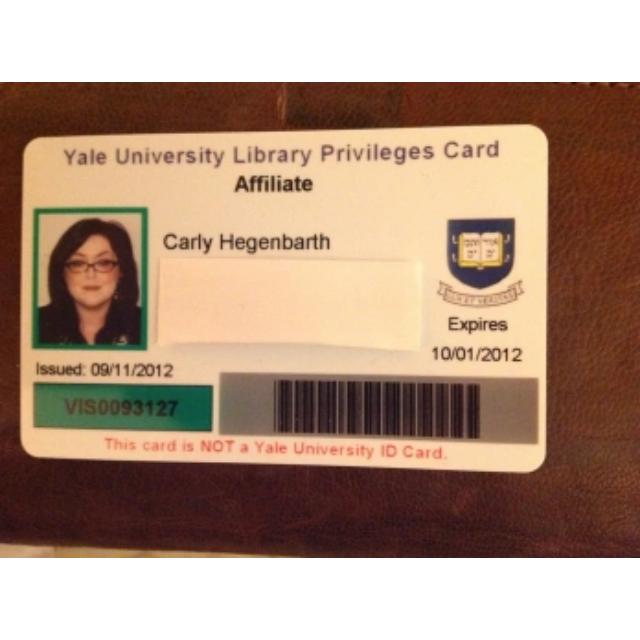 Yale University Library Privileges Card
Affiliate
Carly Hegenbarth
Expires
10/01/2012
Issued: 09/11/2012
VIS0093127
This card is NOT a Yale University ID Card.